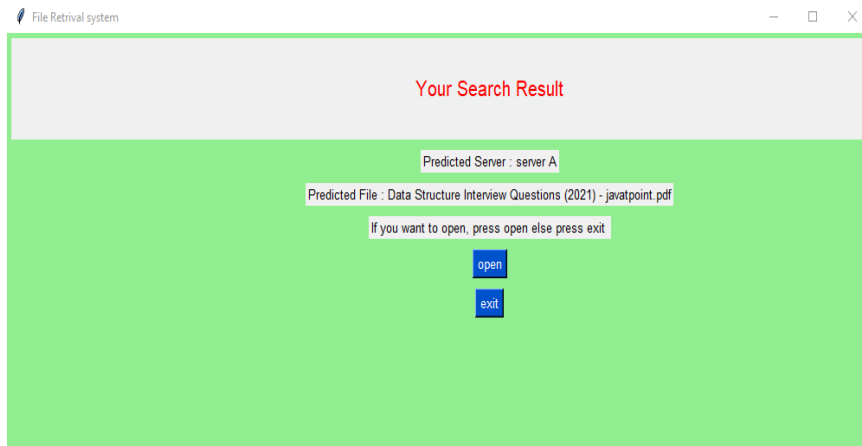 File Retrival system
Your Search Result
Predicted Server : server A
Predicted File : Data Structure Interview Questions (2021) - javatpoint.pdf
If you want to open, press open else press exit
open
exit